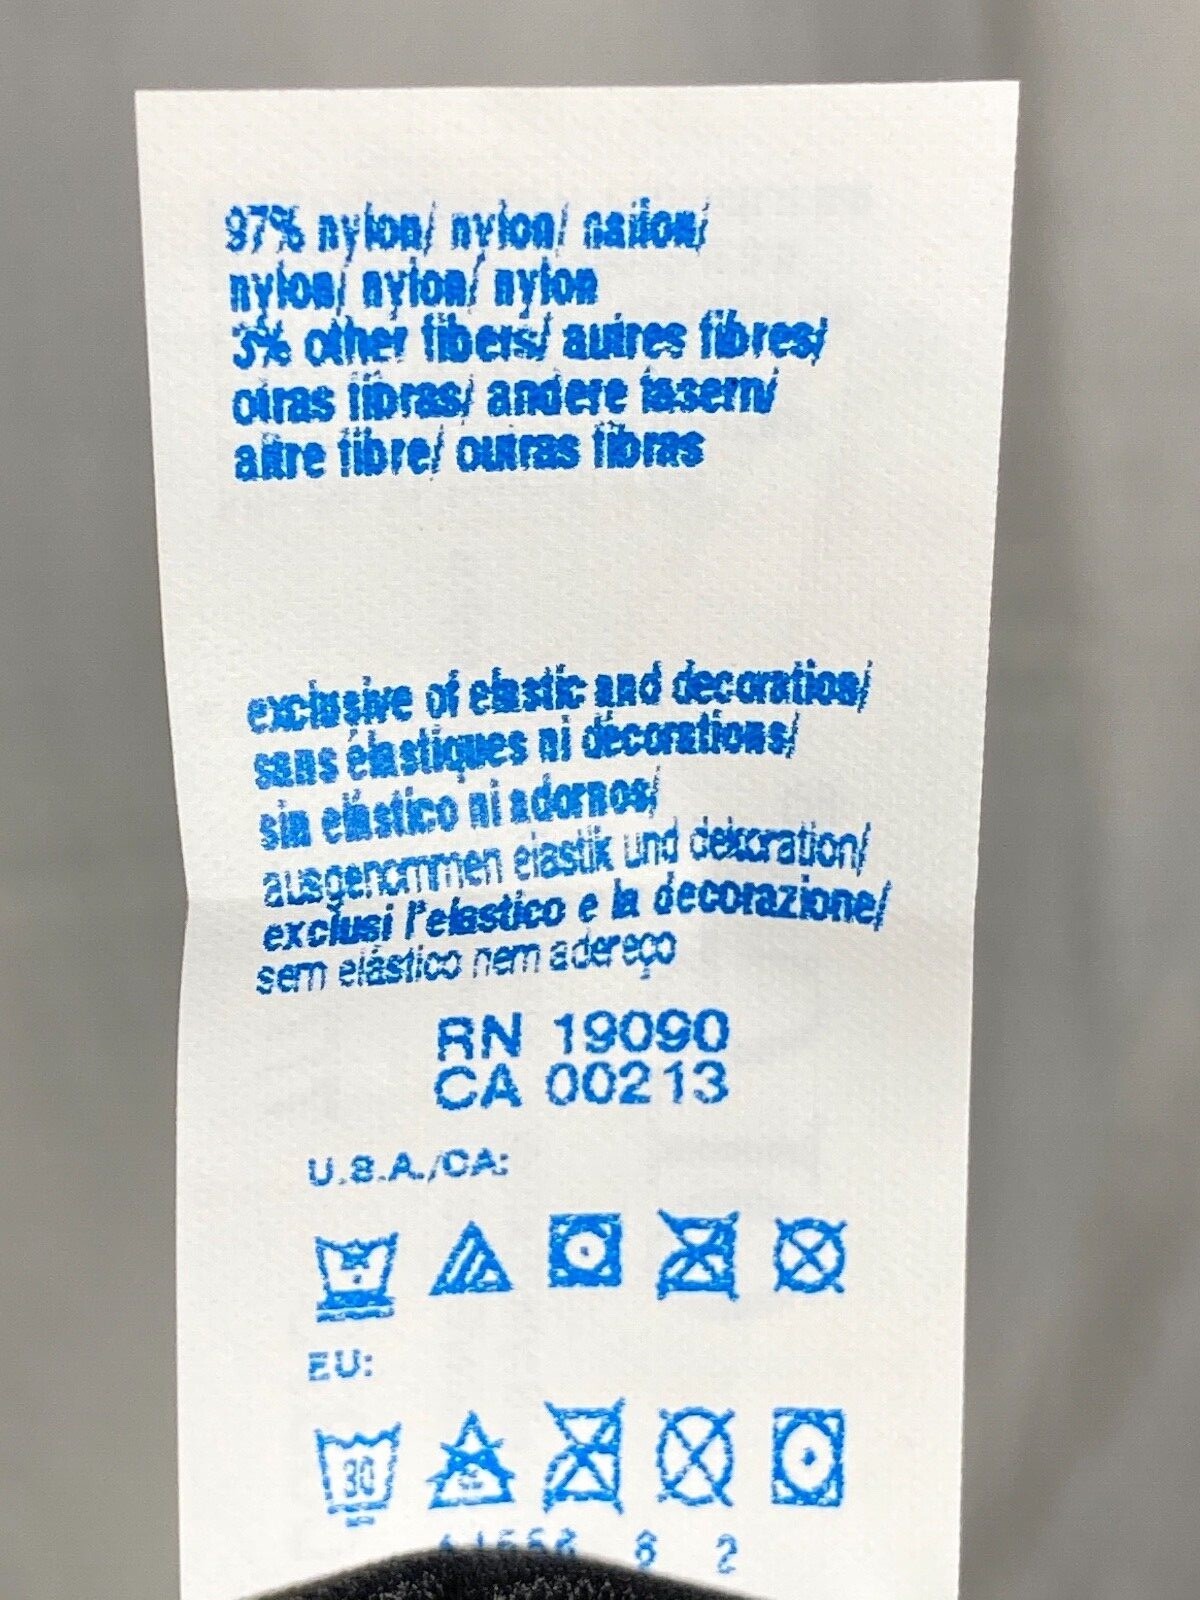 97% nylon/ nylon/ nailon/
nylon/ nylon/ nylon
3% other fibers/ autres fibres/
otras fibras/ andere fasern/
altre fibre/ outras fibras
exclusive of elastic and decoration/
sans élastiques ni décorations/
sin elástico ni adornos/
ausgenommen elastik und dekoration/
exclusi l'elastico e la decorazione/
sem elástico nem adereço
RN 19090
CA 00213
U.S.A./CA:
EU:
30